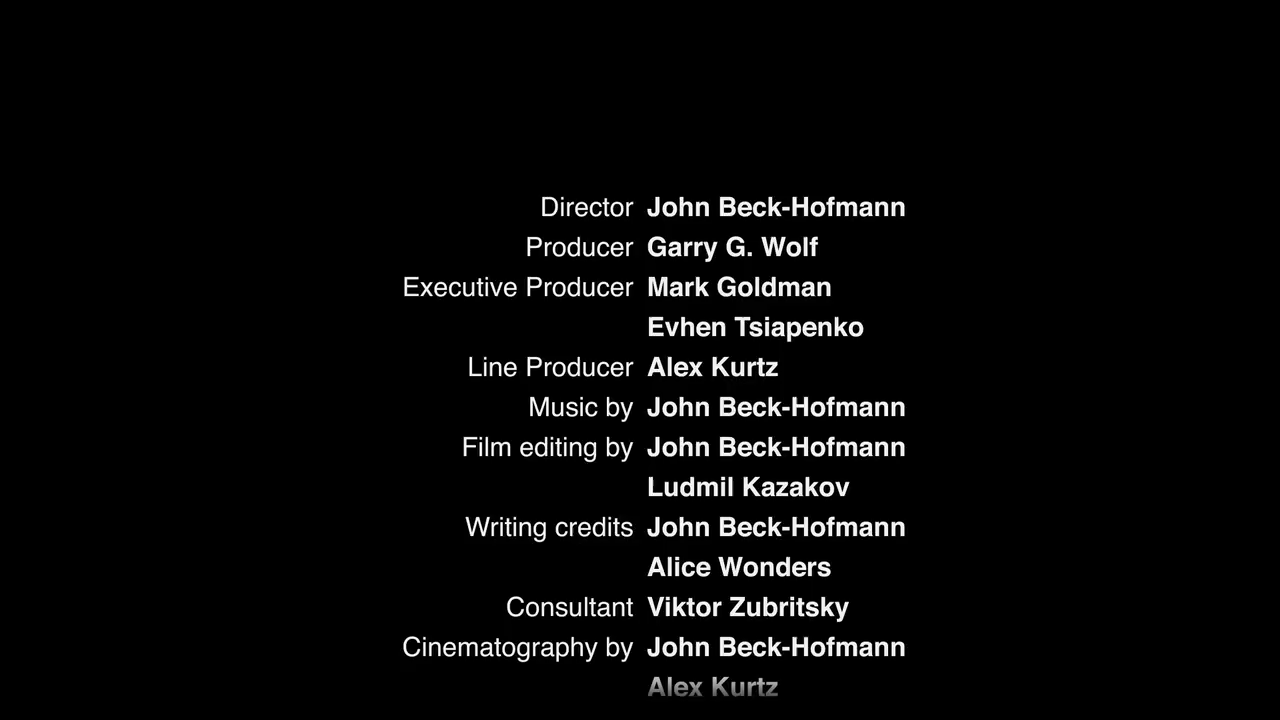 Director John Beck-Hofmann
Producer Garry G. Wolf
Executive Producer Mark Goldman
Evhen Tsiapenko
Line Producer Alex Kurtz
Music by John Beck-Hofmann
Film editing by John Beck-Hofmann
Ludmil Kazakov
Writing credits John Beck-Hofmann
Alice Wonders
Consultant Viktor Zubritsky
Cinematography by John Beck-Hofmann
Alex Kurtz